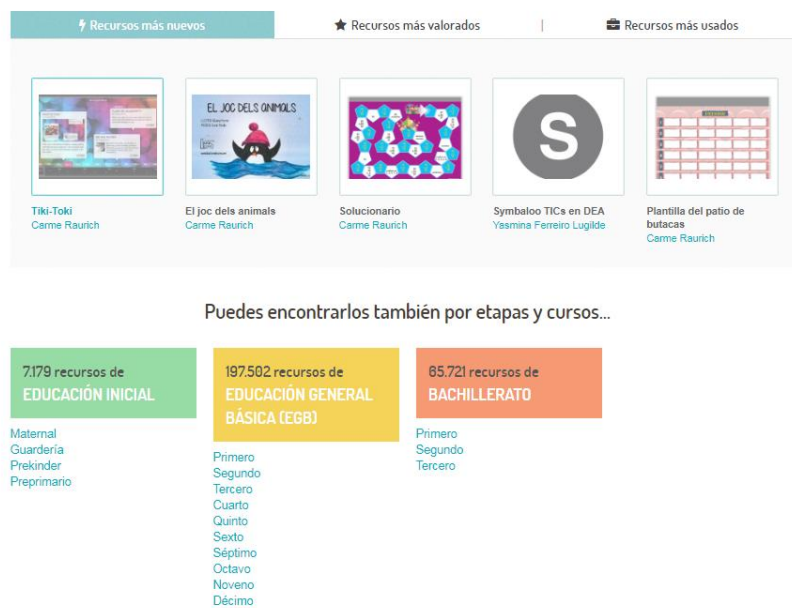 Recursos más nuevos
Recursos más valorados
Recursos más usados
EL JOC DELS ANIMALS
S
Tiki-Toki
Carme Raurich
El joc dels animals
Carme Raurich
Solucionario
Carme Raurich
Symbaloo TICs en DEA
Yasmina Ferreiro Lugilde
Plantilla del patio de
butacas
Carme Raurich
Puedes encontrarlos también por etapas y cursos...
7.179 recursos de
EDUCACIÓN INICIAL
Maternal
Guardería
Prekinder
Preprimario
197.502 recursos de
EDUCACIÓN GENERAL
BÁSICA (EGB)
Primero
Segundo
Tercero
Cuarto
Quinto
Sexto
Séptimo
Octavo
Noveno
Décimo
85.721 recursos de
BACHILLERATO
Primero
Segundo
Tercero